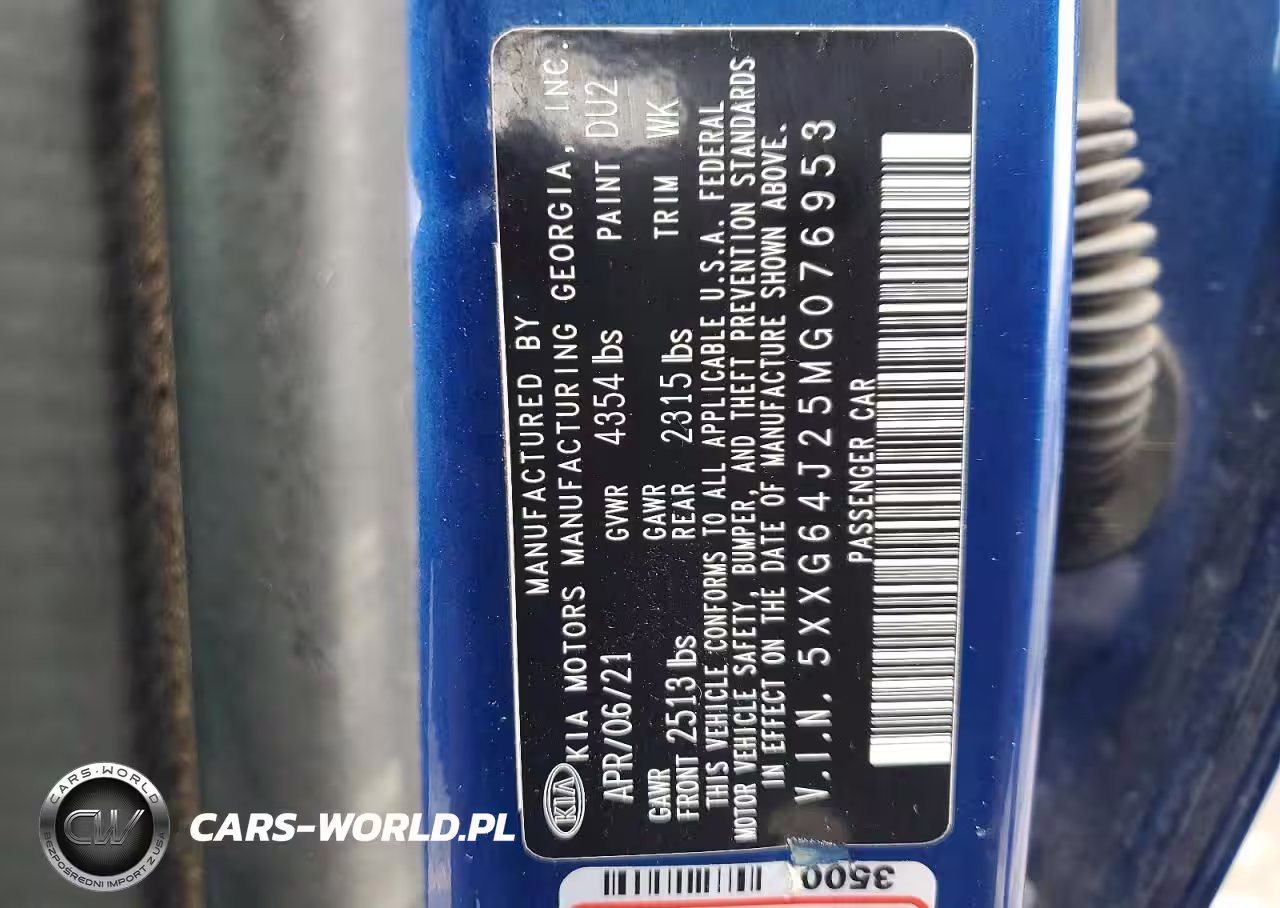 MANUFACTURED BY
KIA KIA MOTORS MANUFACTURING GEORGIA, INC.
APR/06/21 GVWR 4354 lbs PAINT DU2
GAWR FRONT 2513 lbs GAWR REAR 2315 lbs TRIM WK
THIS VEHICLE CONFORMS TO ALL APPLICABLE U.S.A. FEDERAL
MOTOR VEHICLE SAFETY, BUMPER, AND THEFT PREVENTION STANDARDS
IN EFFECT ON THE DATE OF MANUFACTURE SHOWN ABOVE.
V.I.N. 5XXG64J25MG076953
PASSENGER CAR
3500
CARS-WORLD
CW
BEZPOŚREDNI IMPORT Z USA
CARS-WORLD.PL